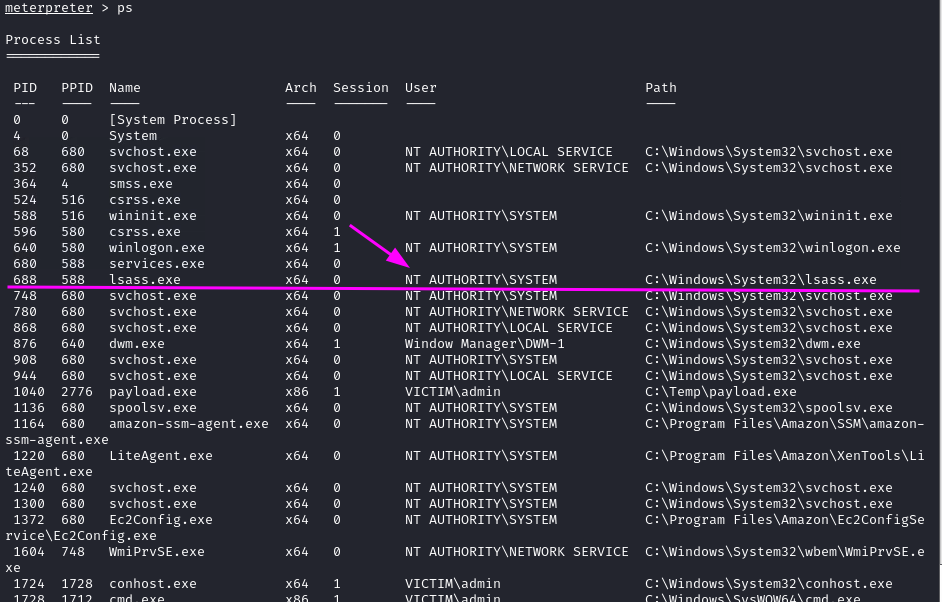 meterpreter > ps
Process List
PID PPID Name Arch Session User Path
--- ---- ---- ---- ------- ---- ----
0 0 [System Process]
4 0 System x64 0
68 680 svchost.exe x64 0 NT AUTHORITY\LOCAL SERVICE C:\Windows\System32\svchost.exe
352 680 svchost.exe x64 0 NT AUTHORITY\NETWORK SERVICE C:\Windows\System32\svchost.exe
364 4 smss.exe x64 0
524 516 csrss.exe x64 0
588 516 wininit.exe x64 0 NT AUTHORITY\SYSTEM C:\Windows\System32\wininit.exe
596 580 csrss.exe x64 1
640 580 winlogon.exe x64 1 NT AUTHORITY\SYSTEM C:\Windows\System32\winlogon.exe
680 588 services.exe x64 0
688 588 lsass.exe x64 0 NT AUTHORITY\SYSTEM C:\Windows\System32\lsass.exe
748 680 svchost.exe x64 0 NT AUTHORITY\SYSTEM C:\Windows\System32\svchost.exe
780 680 svchost.exe x64 0 NT AUTHORITY\NETWORK SERVICE C:\Windows\System32\svchost.exe
868 680 svchost.exe x64 0 NT AUTHORITY\LOCAL SERVICE C:\Windows\System32\svchost.exe
876 640 dwm.exe x64 1 Window Manager\DWM-1 C:\Windows\System32\dwm.exe
908 680 svchost.exe x64 0 NT AUTHORITY\SYSTEM C:\Windows\System32\svchost.exe
944 680 svchost.exe x64 0 NT AUTHORITY\LOCAL SERVICE C:\Windows\System32\svchost.exe
1040 2776 payload.exe x86 1 VICTIM\admin C:\Temp\payload.exe
1136 680 spoolsv.exe x64 0 NT AUTHORITY\SYSTEM C:\Windows\System32\spoolsv.exe
1164 680 amazon-ssm-agent.exe x64 0 NT AUTHORITY\SYSTEM C:\Program Files\Amazon\SSM\amazon-
ssm-agent.exe
1220 680 LiteAgent.exe x64 0 NT AUTHORITY\SYSTEM C:\Program Files\Amazon\XenTools\Li
teAgent.exe
1240 680 svchost.exe x64 0 NT AUTHORITY\SYSTEM C:\Windows\System32\svchost.exe
1300 680 svchost.exe x64 0 NT AUTHORITY\SYSTEM C:\Windows\System32\svchost.exe
1372 680 Ec2Config.exe x64 0 NT AUTHORITY\SYSTEM C:\Program Files\Amazon\Ec2ConfigSe
rvice\Ec2Config.exe
1604 748 WmiPrvSE.exe x64 0 NT AUTHORITY\NETWORK SERVICE C:\Windows\System32\wbem\WmiPrvSE.e
xe
1724 1728 conhost.exe x64 1 VICTIM\admin C:\Windows\System32\conhost.exe
1728 1712 cmd.exe x86 1 VICTIM\admin C:\Windows\SysWOW64\cmd.exe